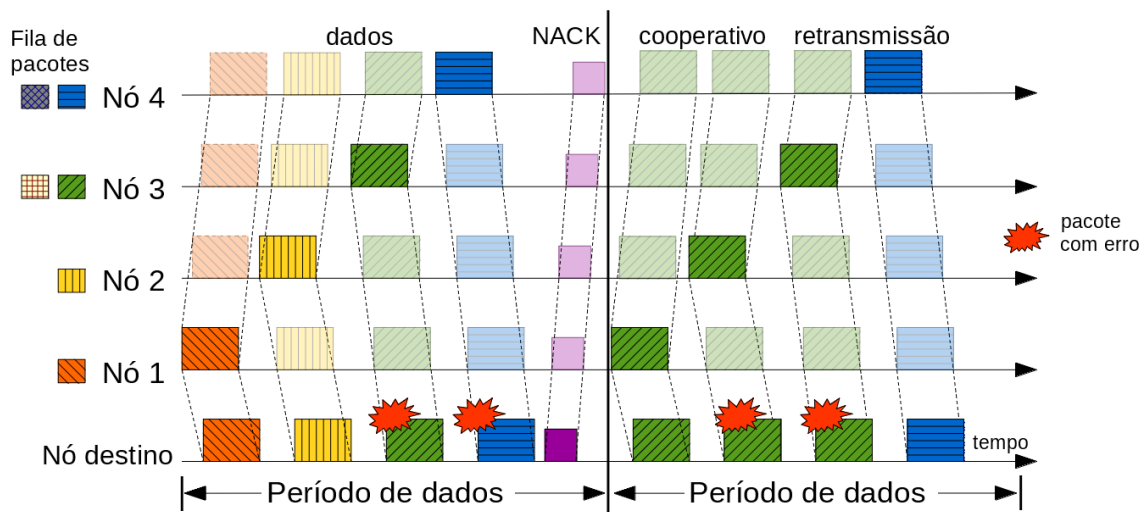 Fila de
pacotes
dados
NACK
cooperativo
retransmissão
Nó 4
Nó 3
pacote
com erro
Nó 2
Nó 1
Nó destino
tempo
Período de dados
Período de dados